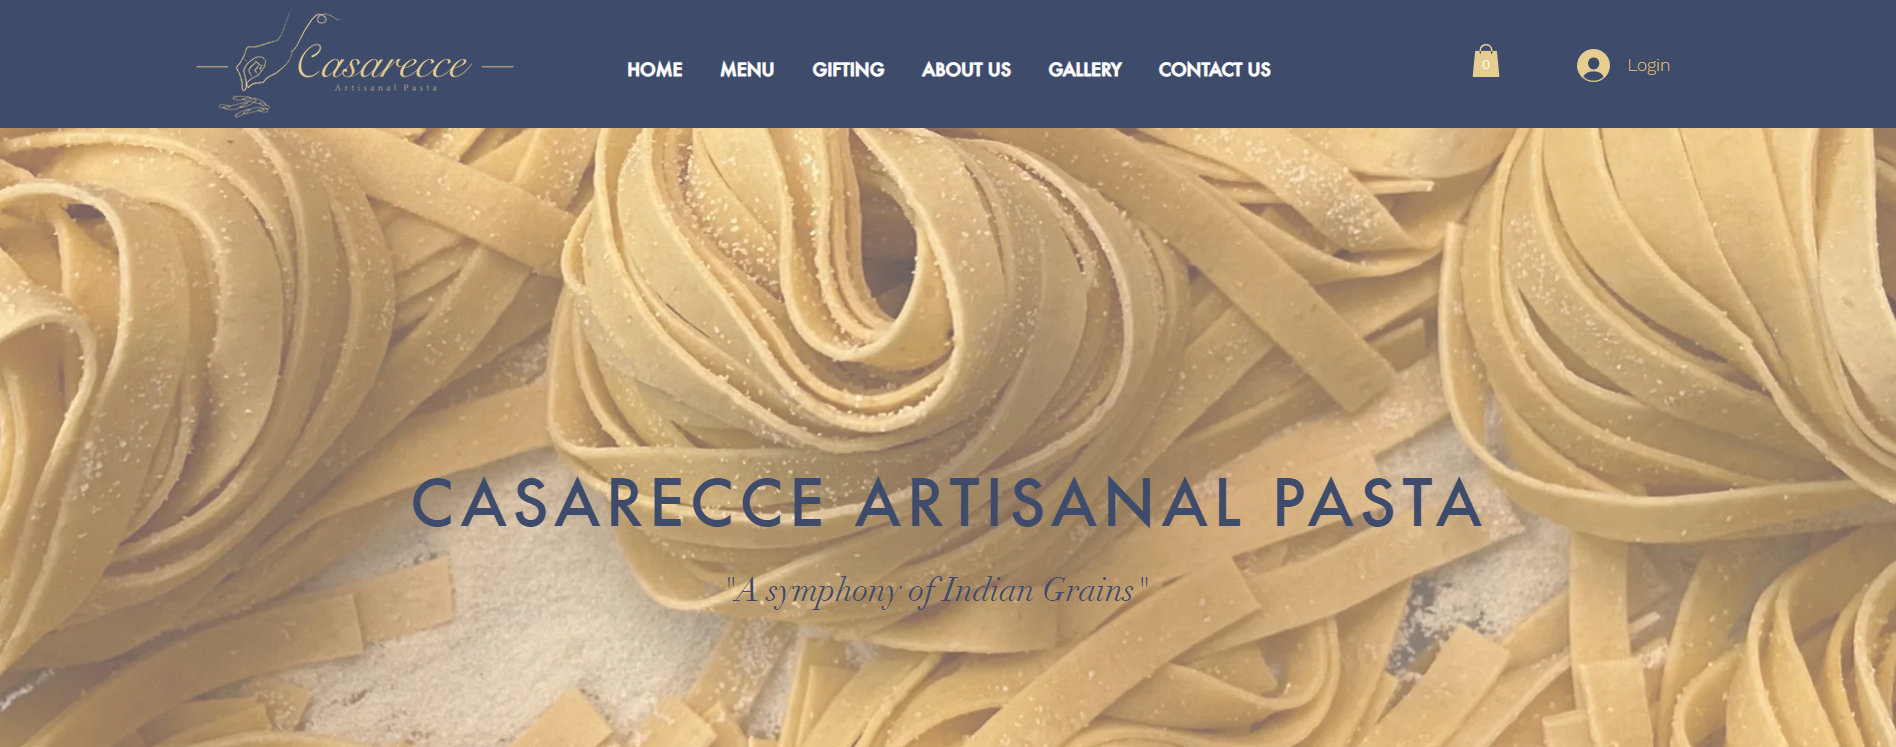 Casarecce
Artisanal Pasta
HOME MENU GIFTING ABOUT US GALLERY CONTACT US
0
Login
CASARECCE ARTISANAL PASTA
"A symphony of Indian Grains"